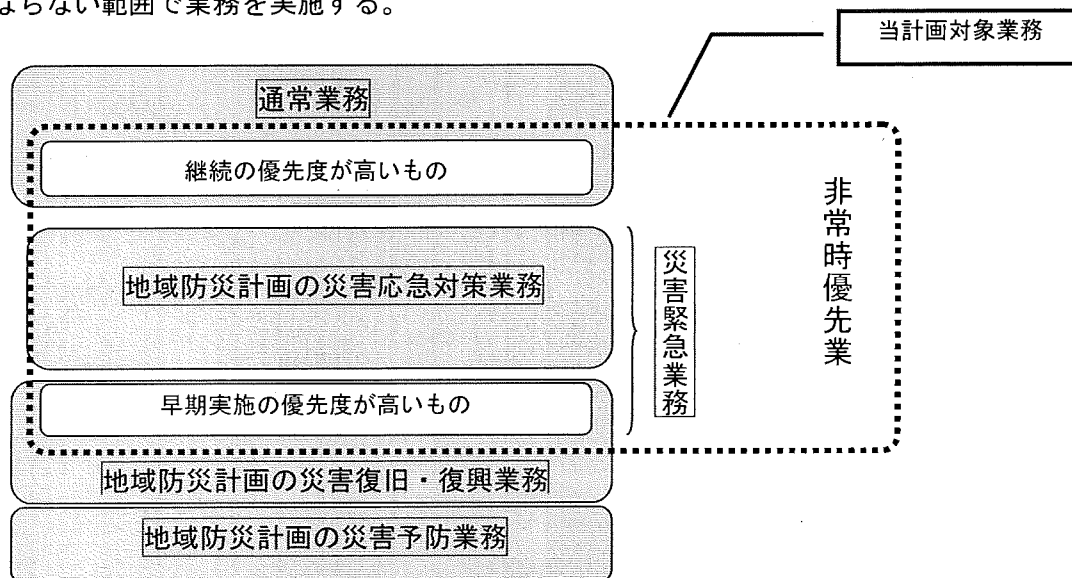 ならない範囲で業務を実施する。
当計画対象業務
通常業務
継続の優先度が高いもの
地域防災計画の災害応急対策業務
災害緊急業務
非常時優先業
早期実施の優先度が高いもの
地域防災計画の災害復旧・復興業務
地域防災計画の災害予防業務